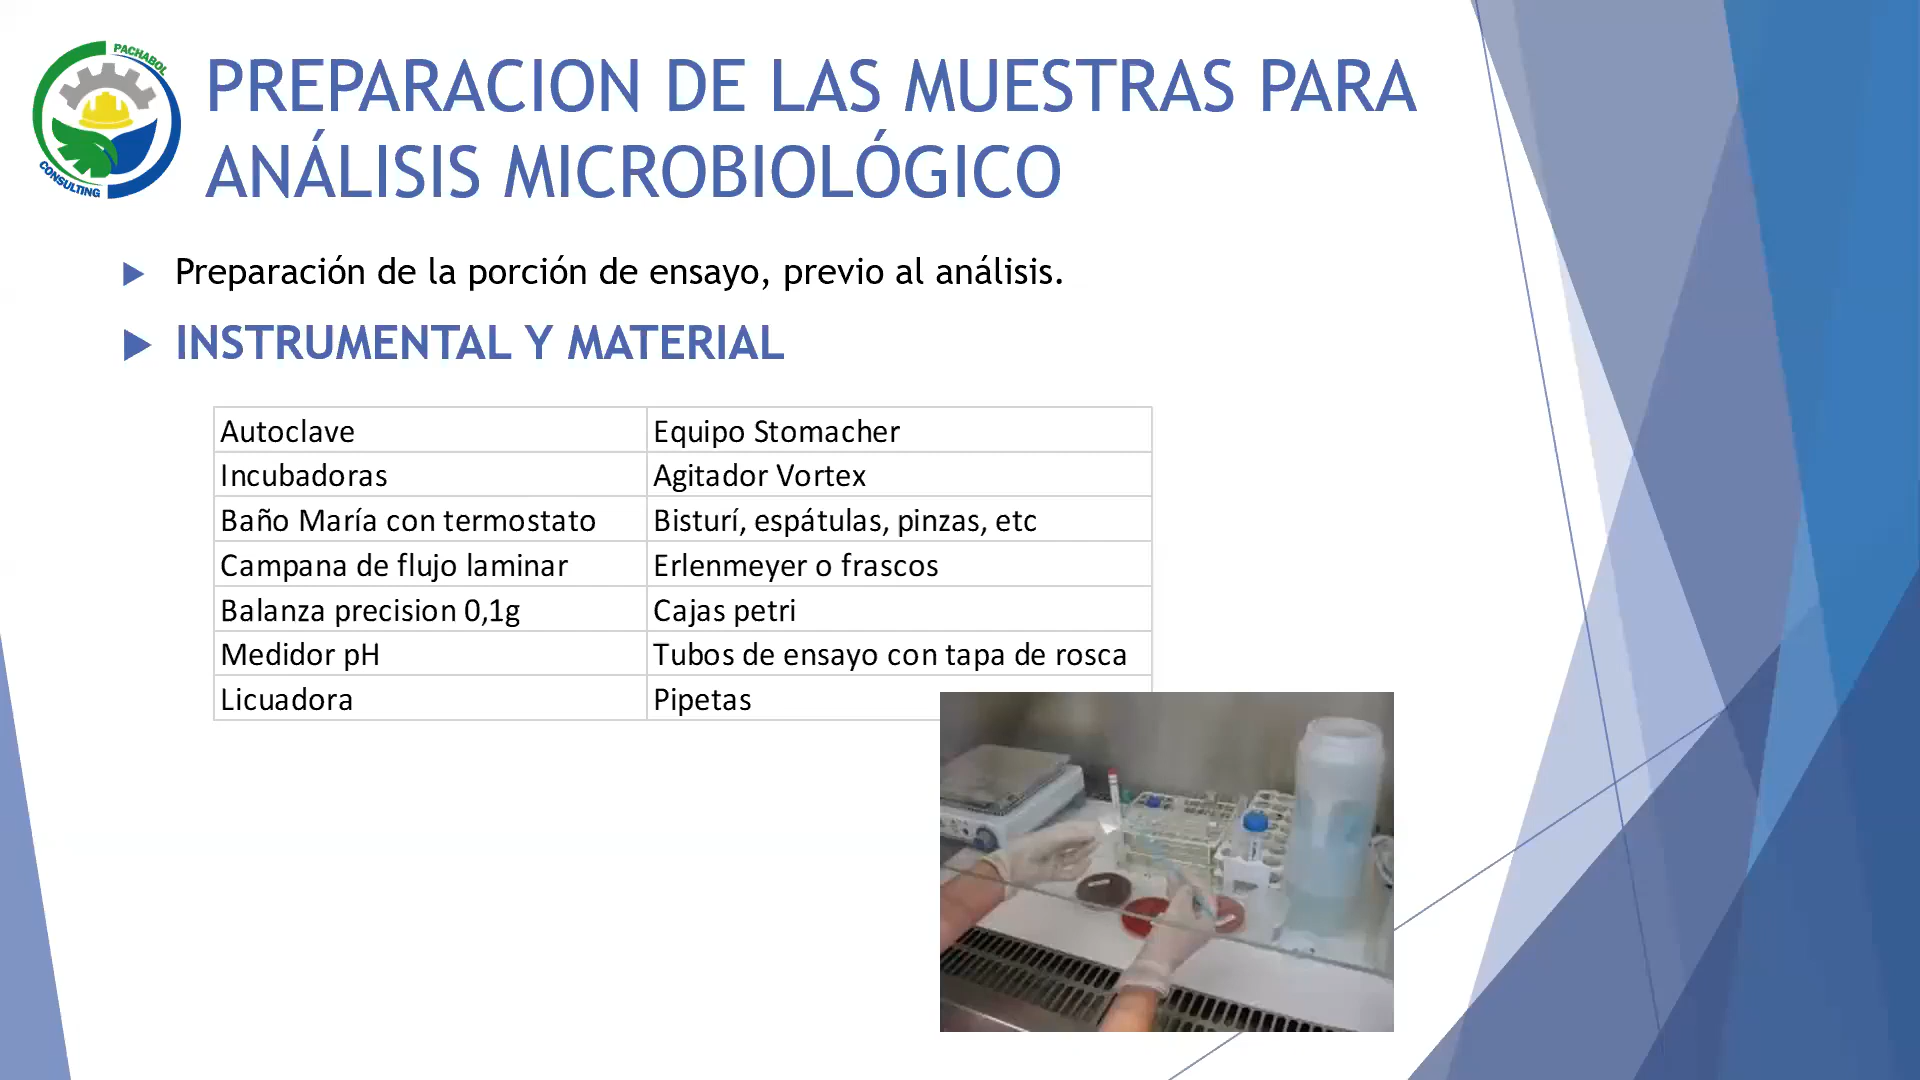 PACHABOL
CONSULTING
PREPARACION DE LAS MUESTRAS PARA
ANÁLISIS MICROBIOLÓGICO
Preparación de la porción de ensayo, previo al análisis.
INSTRUMENTAL Y MATERIAL
Autoclave Equipo Stomacher
Incubadoras Agitador Vortex
Baño María con termostato Bisturí, espátulas, pinzas, etc
Campana de flujo laminar Erlenmeyer o frascos
Balanza precision 0,1g Cajas petri
Medidor pH Tubos de ensayo con tapa de rosca
Licuadora Pipetas